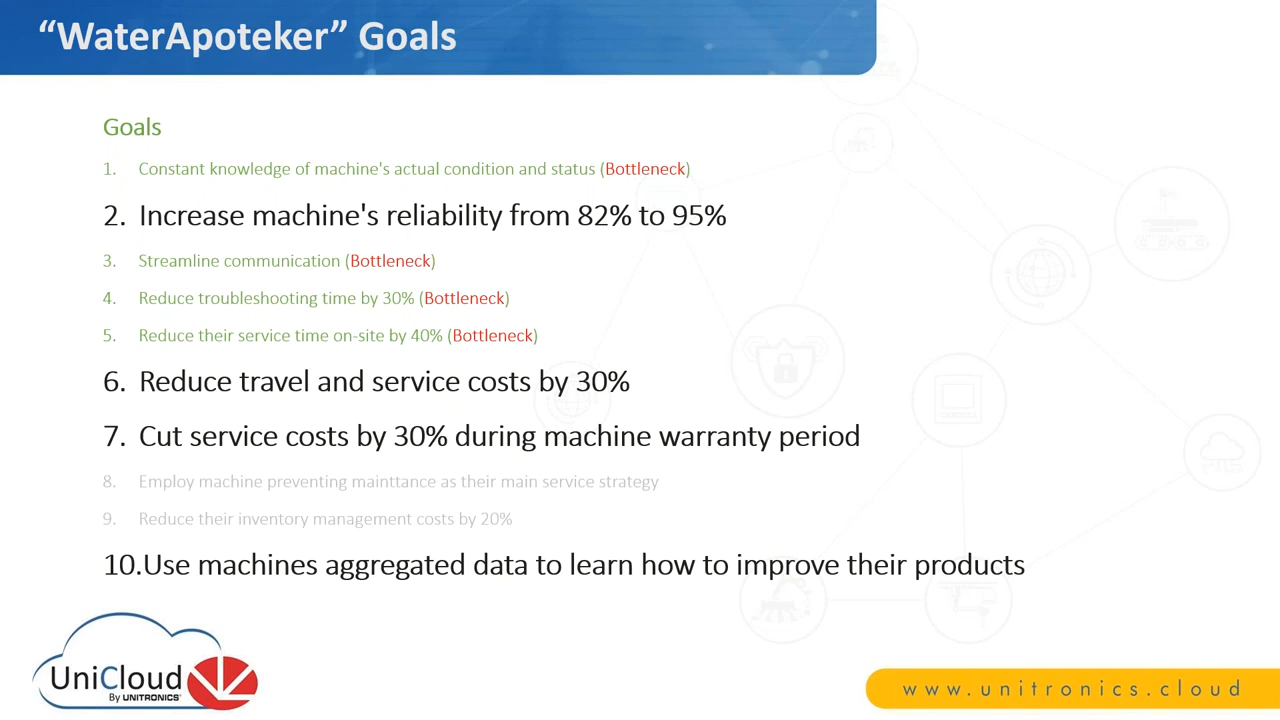 “WaterApoteker” Goals
Goals
1. Constant knowledge of machine's actual condition and status (Bottleneck)
2. Increase machine's reliability from 82% to 95%
3. Streamline communication (Bottleneck)
4. Reduce troubleshooting time by 30% (Bottleneck)
5. Reduce their service time on-site by 40% (Bottleneck)
6. Reduce travel and service costs by 30%
7. Cut service costs by 30% during machine warranty period
8. Employ machine preventing mainttance as their main service strategy
9. Reduce their inventory management costs by 20%
10.Use machines aggregated data to learn how to improve their products
UniCloud
By UNITRONICS
www.unitronics.cloud